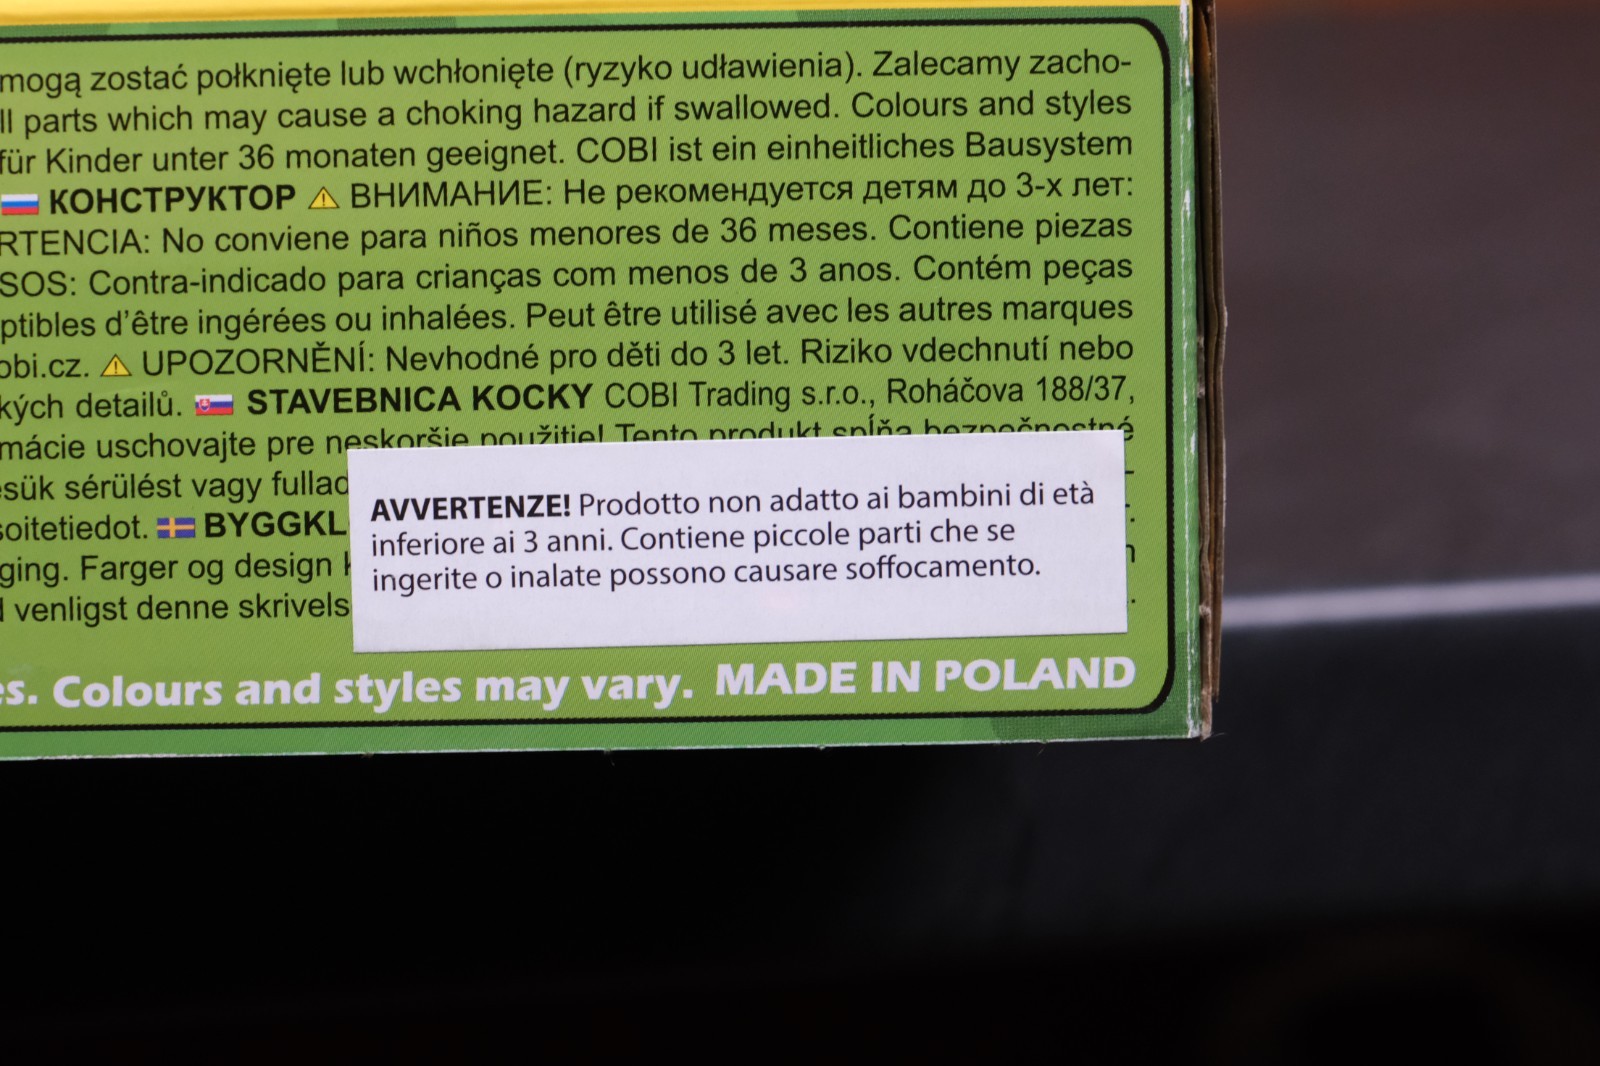 mogą zostać połknięte lub wchłonięte (ryzyko udławienia). Zalecamy zacho-
ll parts which may cause a choking hazard if swallowed. Colours and styles
für Kinder unter 36 monaten geeignet. COBI ist ein einheitliches Bausystem
КОНСТРУКТОР ВНИМАНИЕ: Не рекомендуется детям до 3-х лет:
RTENCIA: No conviene para niños menores de 36 meses. Contiene piezas
SOS: Contra-indicado para crianças com menos de 3 anos. Contém peças
ptibles d’être ingérées ou inhalées. Peut être utilisé avec les autres marques
obi.cz. UPOZORNĚNÍ: Nevhodné pro děti do 3 let. Riziko vdechnutí nebo
kých detailů. STAVEBNICA KOCKY COBI Trading s.r.o., Roháčova 188/37,
mácie uschovajte pre neskoršie použitie! Tento produkt spĺňa bezpečnostné
esük sérülést vagy fullad
soitetiedot. BYGGKL
ging. Farger og design
d venligst denne skrivels
AVVERTENZE! Prodotto non adatto ai bambini di età
inferiore ai 3 anni. Contiene piccole parti che se
ingerite o inalate possono causare soffocamento.
es. Colours and styles may vary. MADE IN POLAND